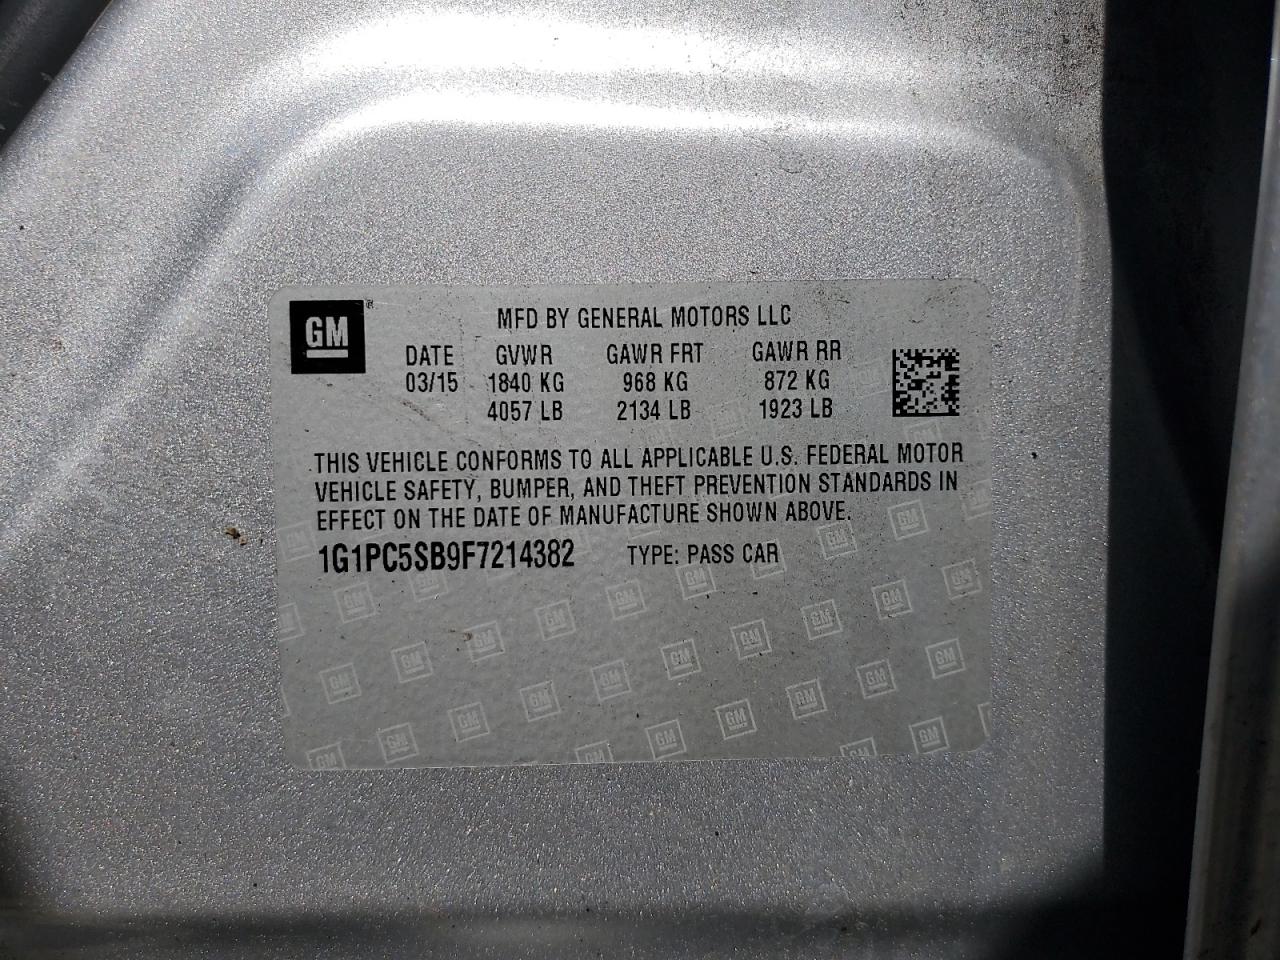 GM
MFD BY GENERAL MOTORS LLC
DATE GVWR GAWR FRT GAWR RR
03/15 1840 KG 968 KG 872 KG
4057 LB 2134 LB 1923 LB
THIS VEHICLE CONFORMS TO ALL APPLICABLE U.S. FEDERAL MOTOR
VEHICLE SAFETY, BUMPER, AND THEFT PREVENTION STANDARDS IN
EFFECT ON THE DATE OF MANUFACTURE SHOWN ABOVE.
1G1PC5SB9F7214382 TYPE: PASS CAR